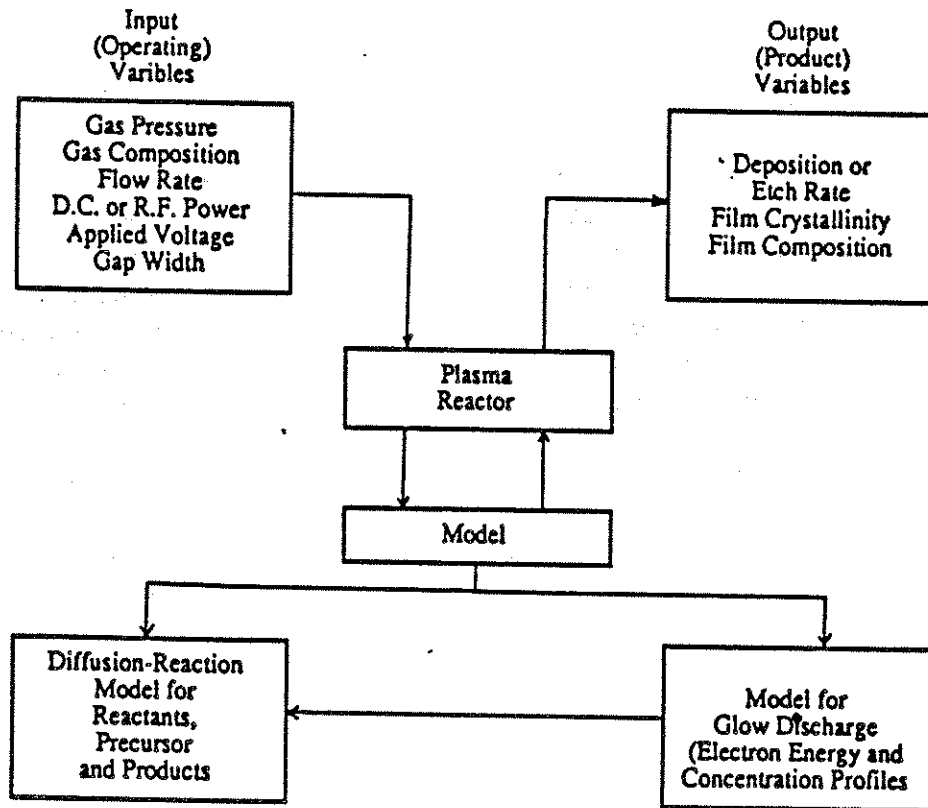 Input
(Operating)
Varibles
Gas Pressure
Gas Composition
Flow Rate
D.C. or R.F. Power
Applied Voltage
Gap Width
Output
(Product)
Variables
Deposition or
Etch Rate
Film Crystallinity
Film Composition
Plasma
Reactor
Model
Diffusion-Reaction
Model for
Reactants,
Precursor
and Products
Model for
Glow Discharge
(Electron Energy and
Concentration Profiles